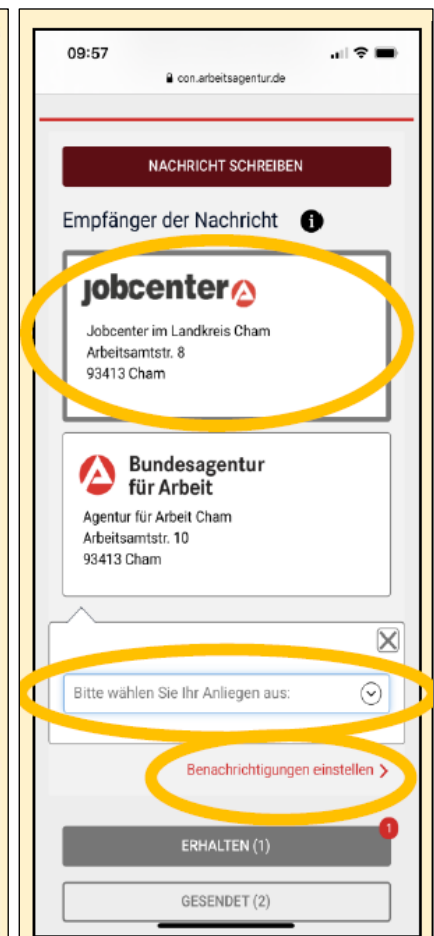 09:57
con.arbeitsagentur.de
NACHRICHT SCHREIBEN
Empfänger der Nachricht i
jobcenter
Jobcenter im Landkreis Cham
Arbeitsamtstr. 8
93413 Cham
Bundesagentur
für Arbeit
Agentur für Arbeit Cham
Arbeitsamtstr. 10
93413 Cham
Bitte wählen Sie Ihr Anliegen aus:
Benachrichtigungen einstellen >
1
ERHALTEN (1)
GESENDET (2)